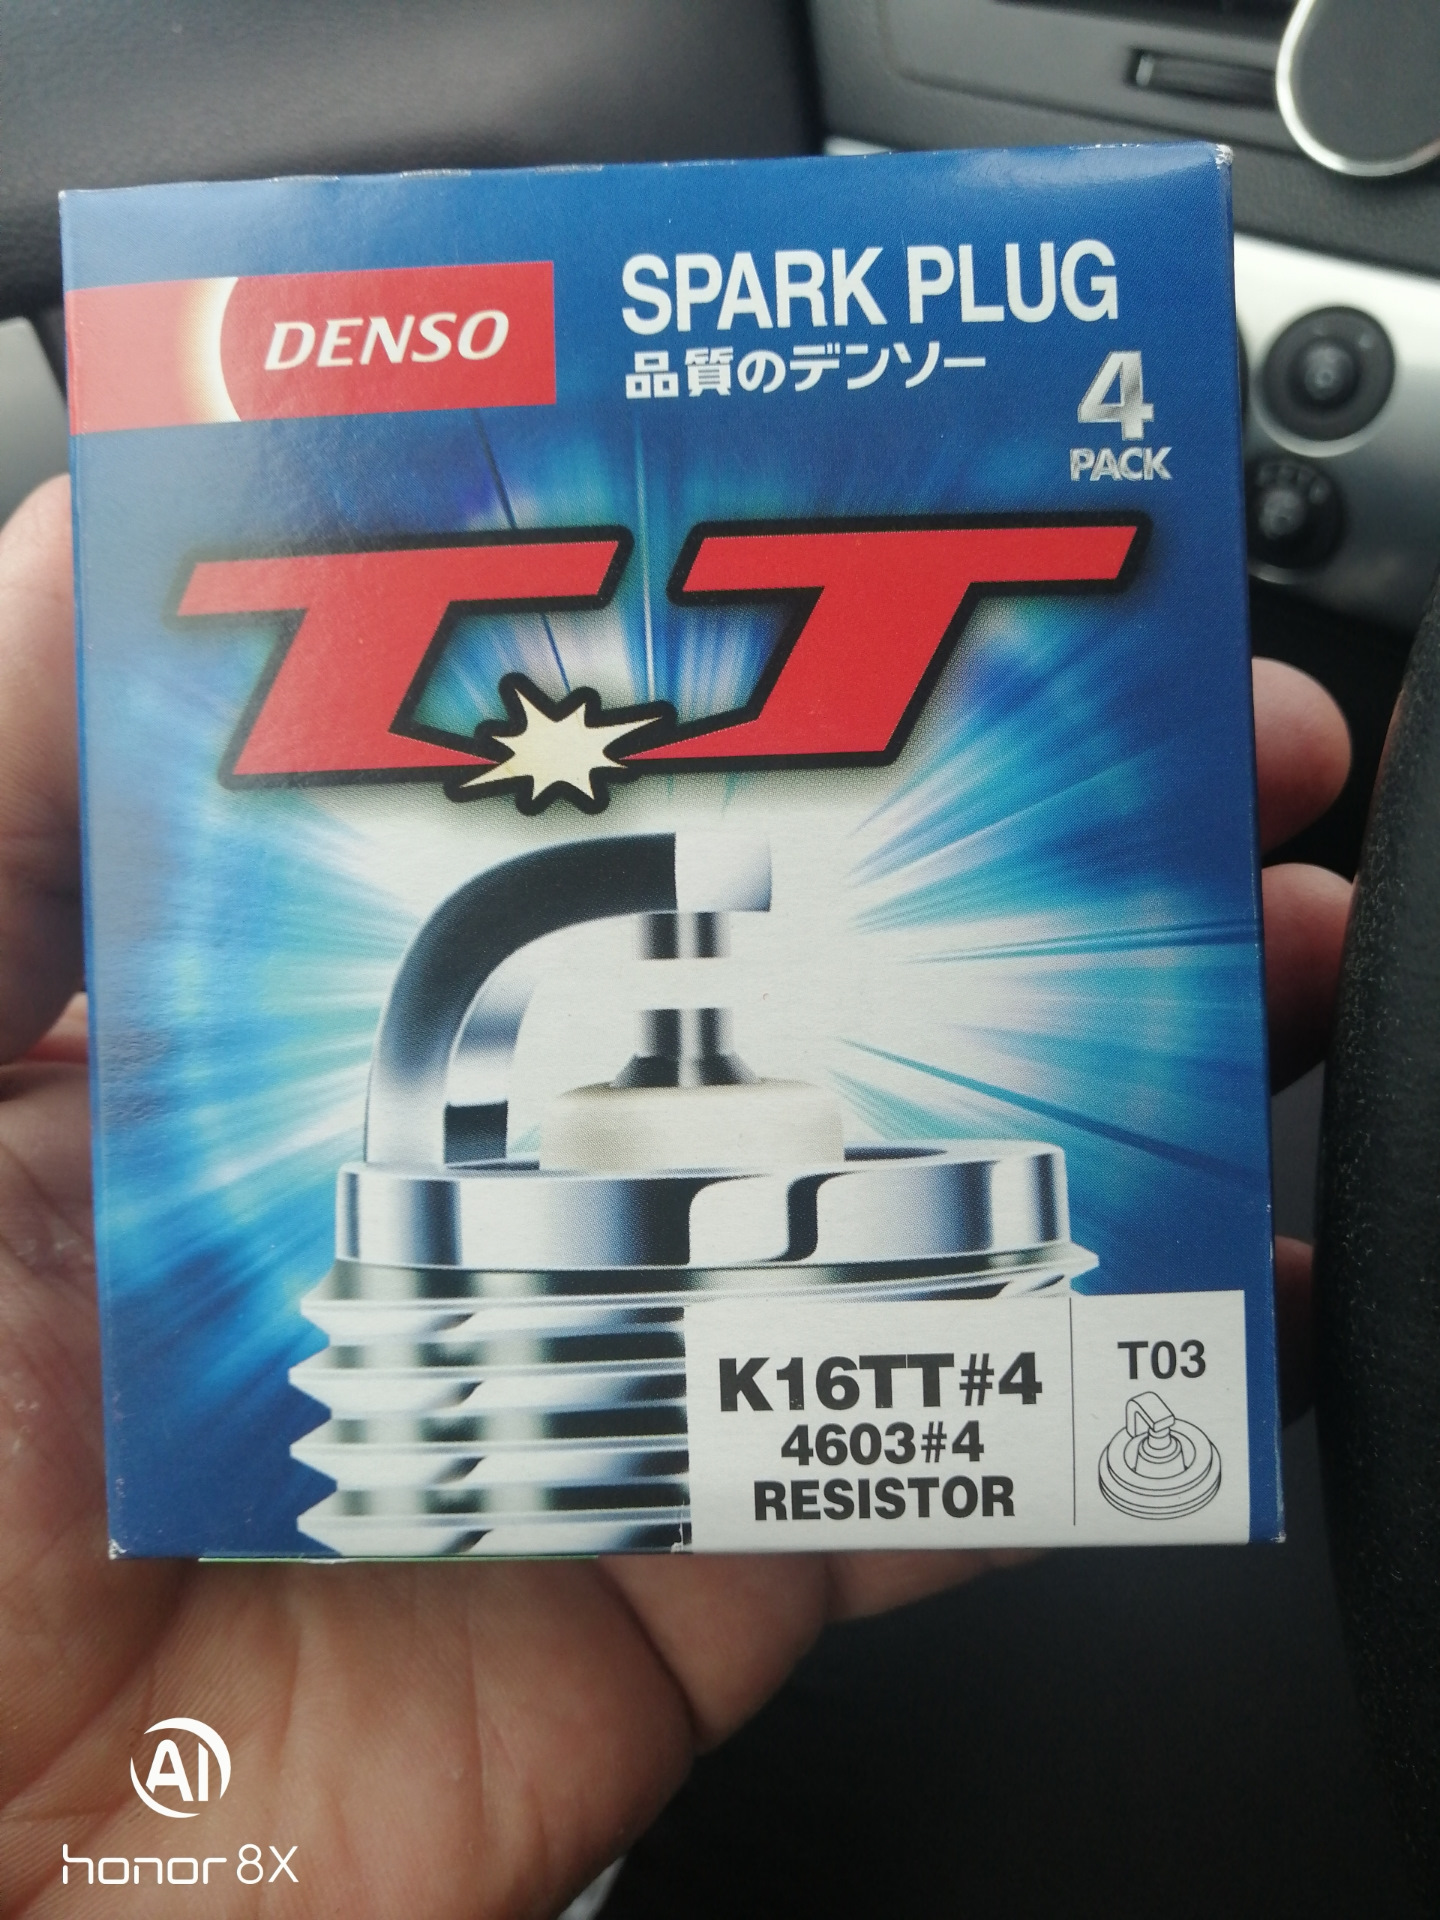 DENSO
SPARK PLUG
品質のデンソー
4
PACK
TT
K16TT#4
4603#4
RESISTOR
T03
AI
honor 8X